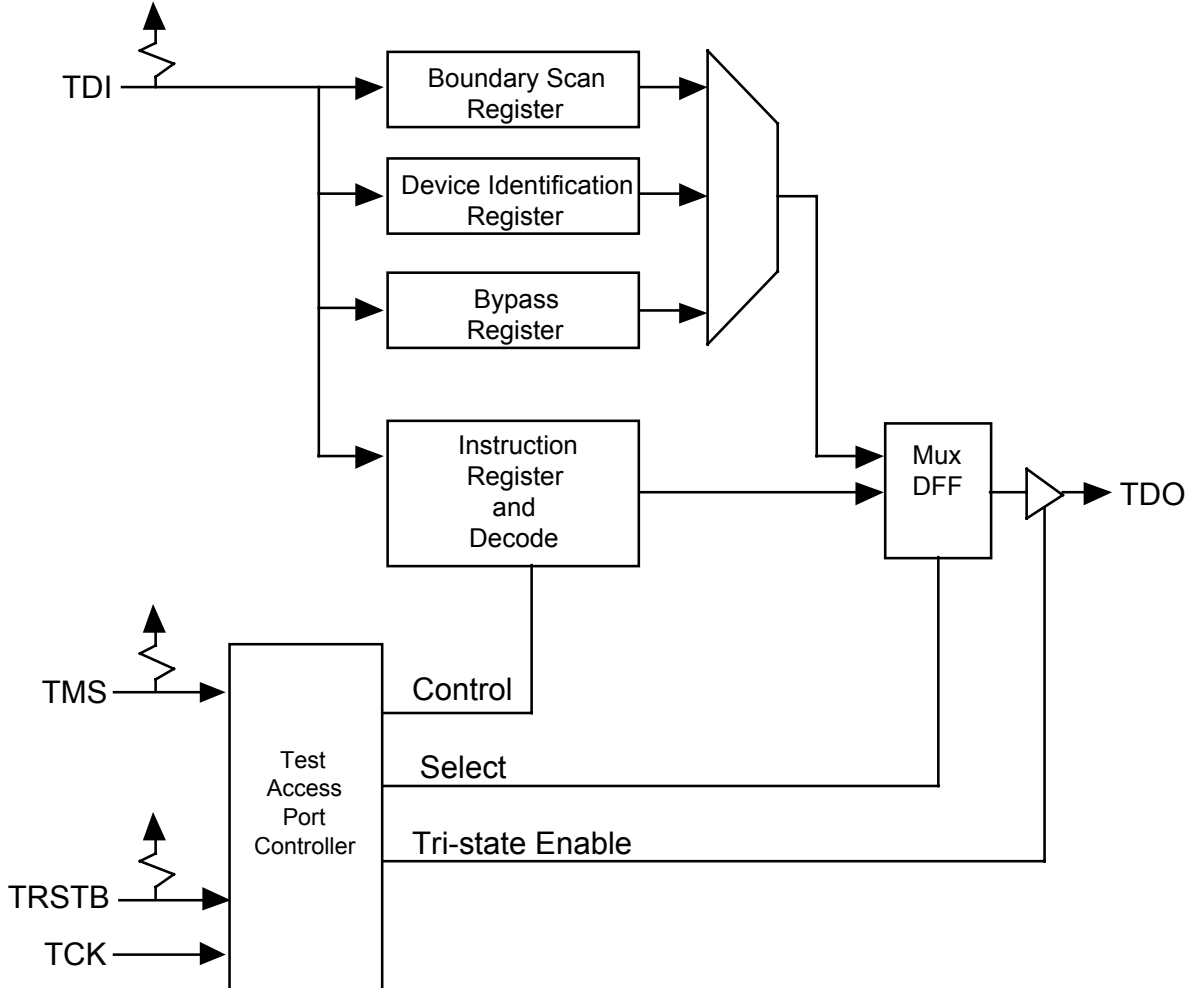 TDI
Boundary Scan
Register
Device Identification
Register
Bypass
Register
Instruction
Register
and
Decode
Mux
DFF
TDO
TMS
Control
Test
Access
Port
Controller
Select
Tri-state Enable
TRSTB
TCK